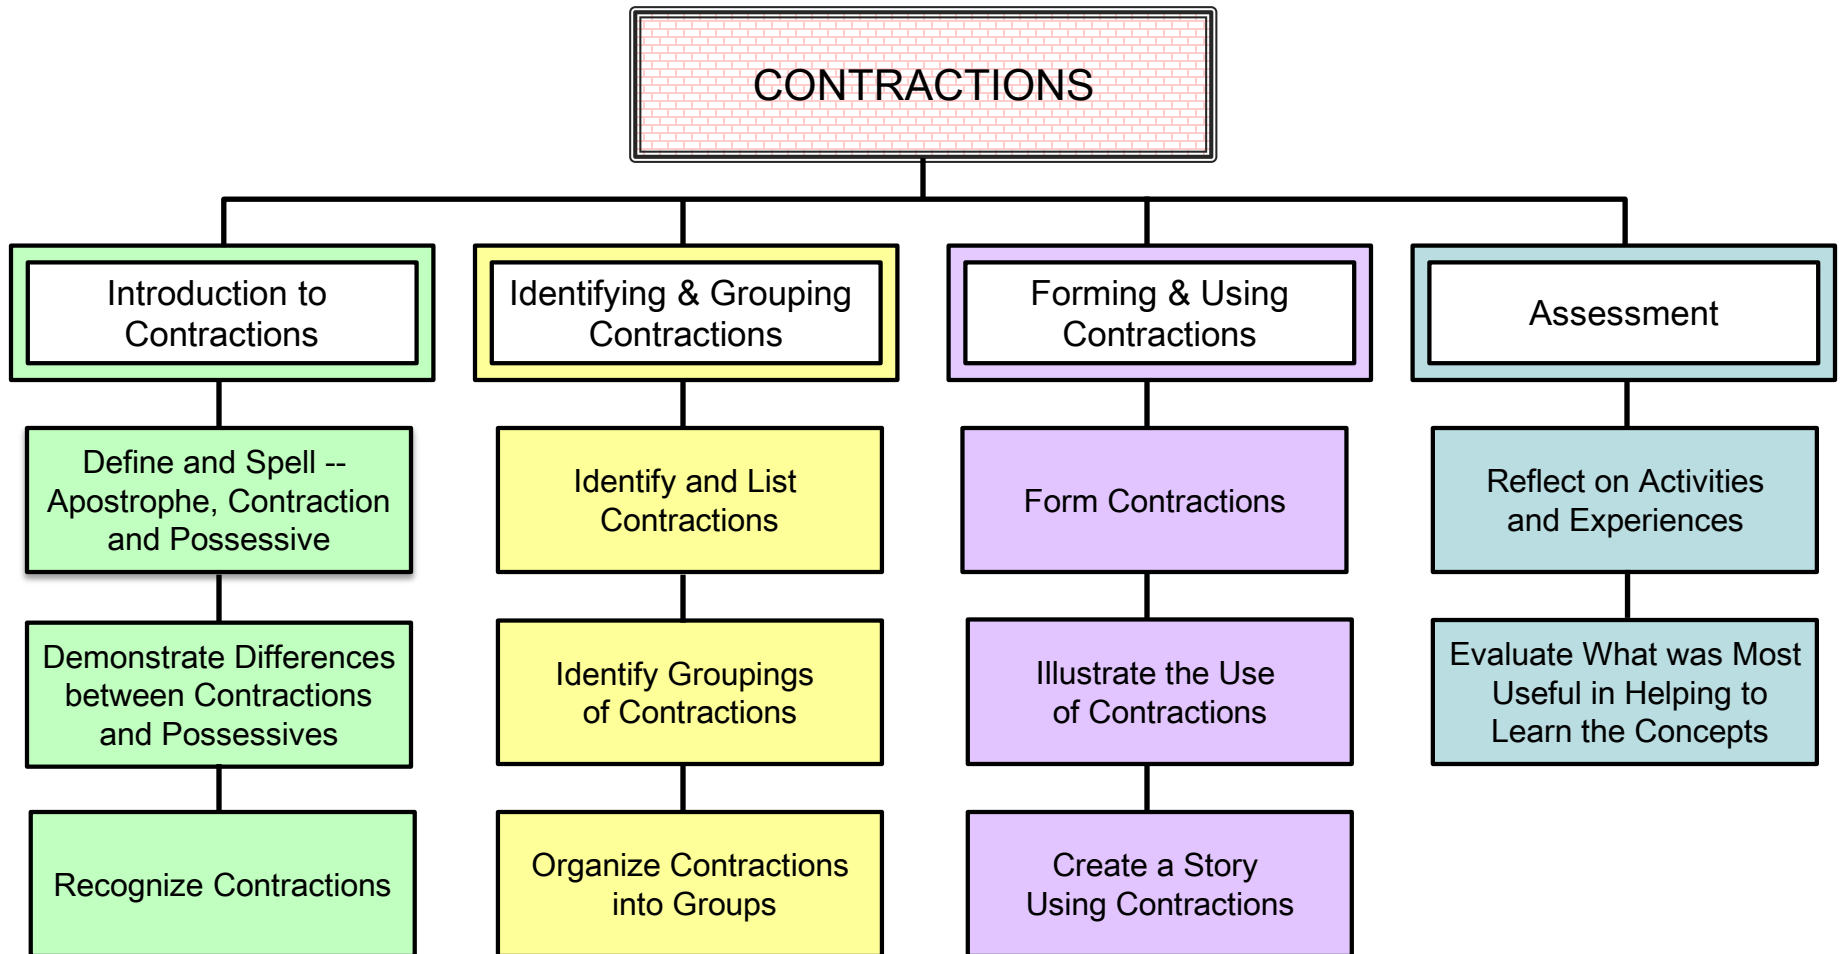 CONTRACTIONS
Introduction to
Contractions
Identifying & Grouping
Contractions
Forming & Using
Contractions
Assessment
Define and Spell --
Apostrophe, Contraction
and Possessive
Identify and List
Contractions
Form Contractions
Reflect on Activities
and Experiences
Demonstrate Differences
between Contractions
and Possessives
Identify Groupings
of Contractions
Illustrate the Use
of Contractions
Evaluate What was Most
Useful in Helping to
Learn the Concepts
Recognize Contractions
Organize Contractions
into Groups
Create a Story
Using Contractions